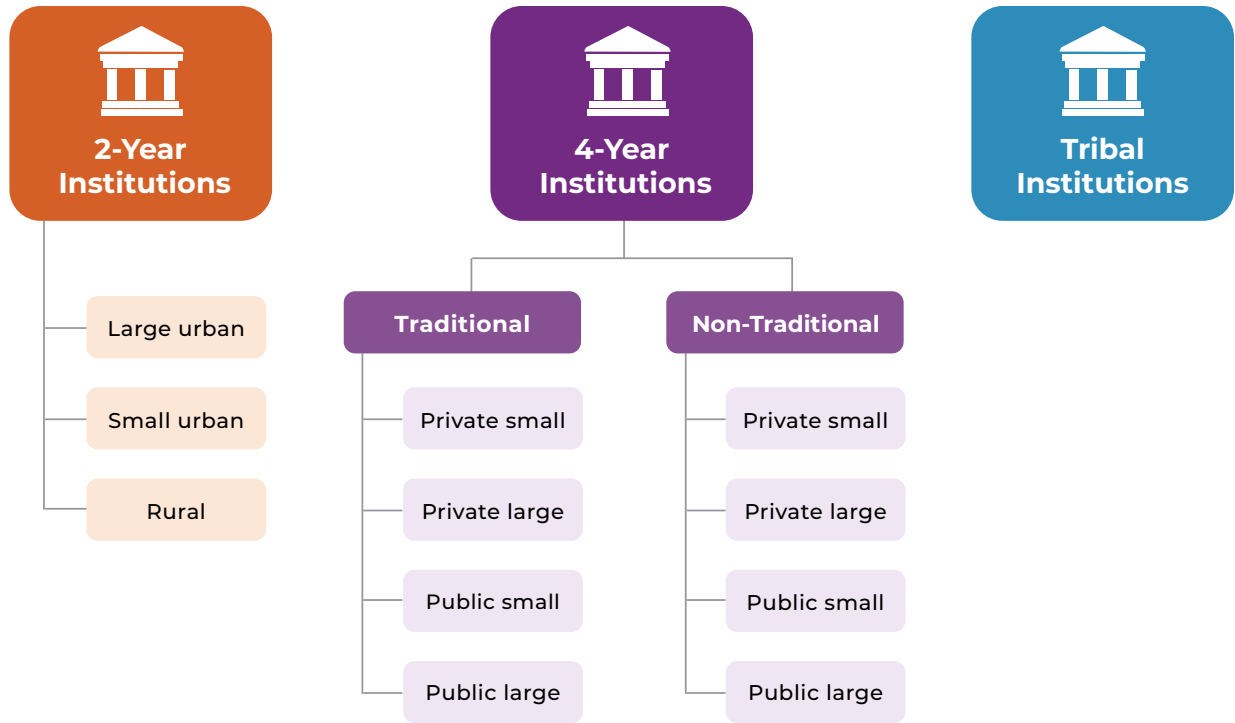 2-Year
Institutions
Large urban
Small urban
Rural
4-Year
Institutions
Traditional
Private small
Private large
Public small
Public large
Non-Traditional
Private small
Private large
Public small
Public large
Tribal
Institutions